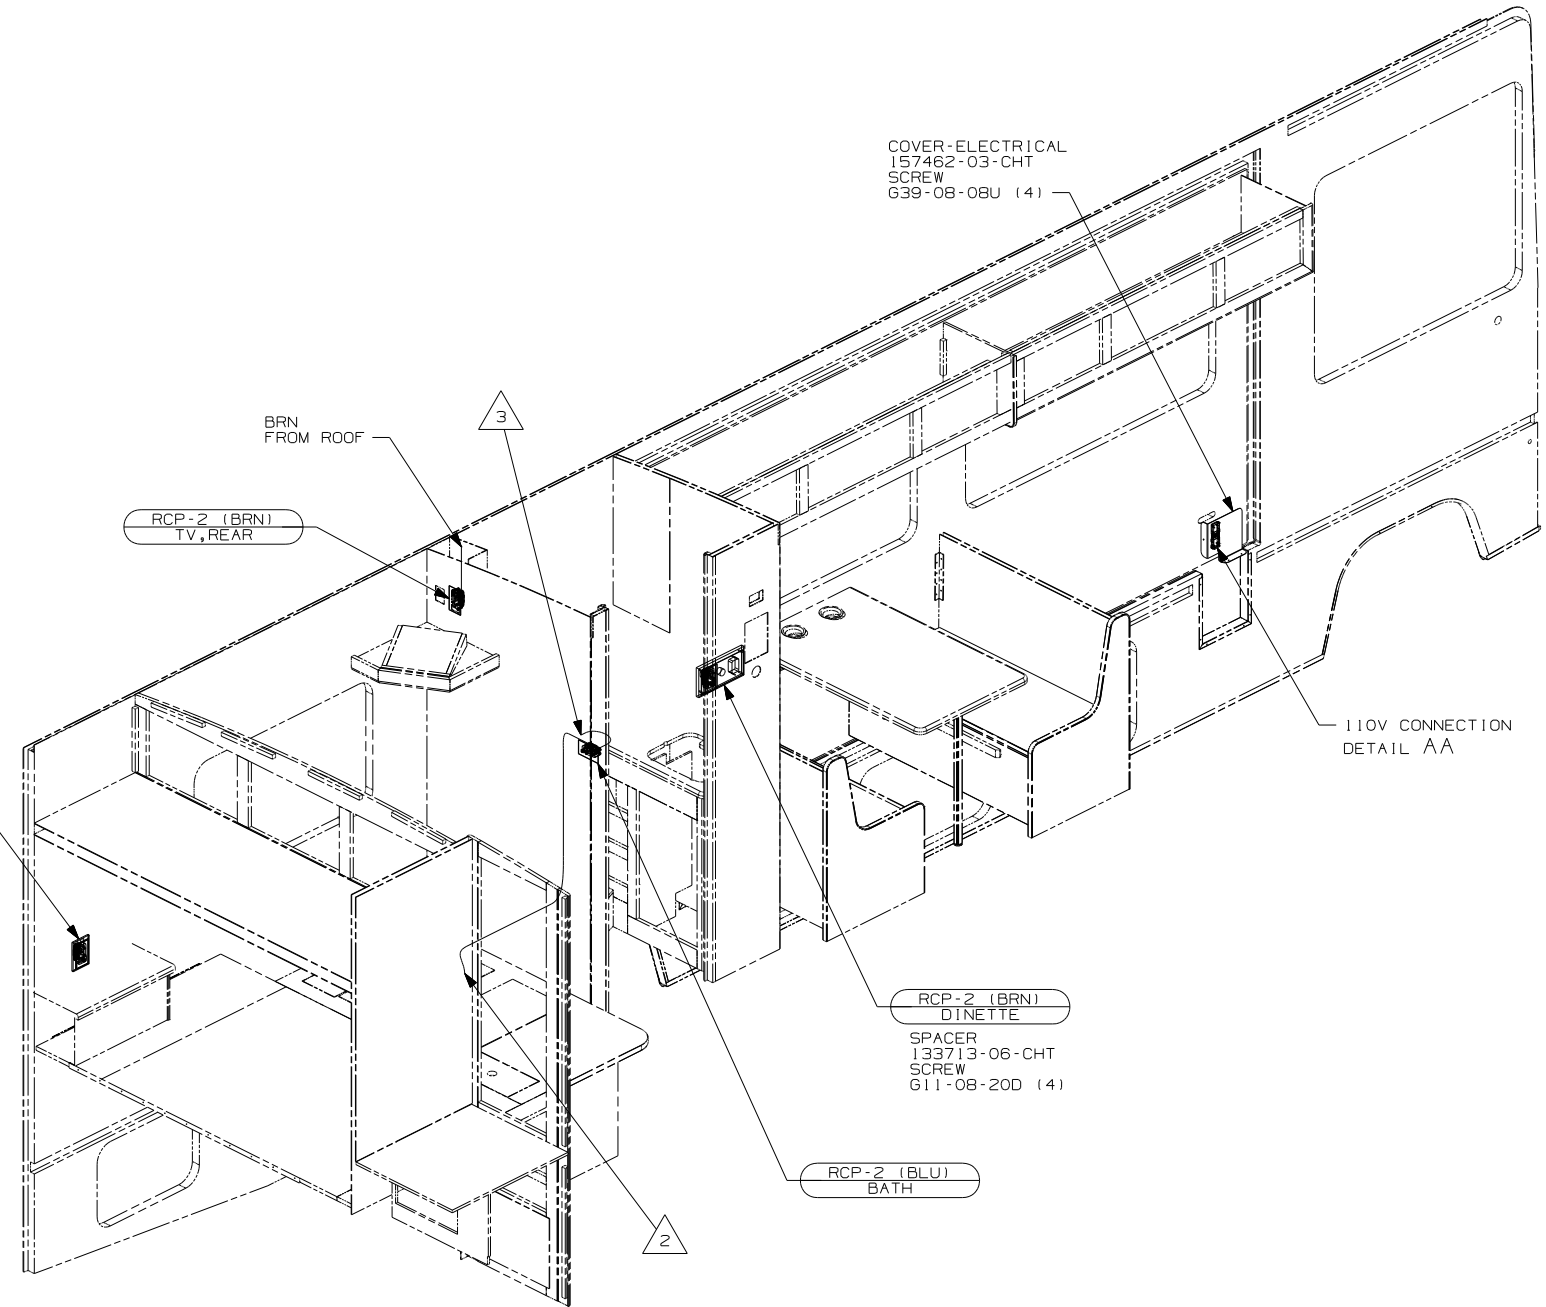 COVER-ELECTRICAL
157462-03-CHT
SCREW
G39-08-08U (4)
3
BRN
FROM ROOF
RCP-2 (BRN)
TV,REAR
110V CONNECTION
DETAIL AA
RCP-2 (BRN)
DINETTE
SPACER
133713-06-CHT
SCREW
G11-08-20D (4)
RCP-2 (BLU)
BATH
2